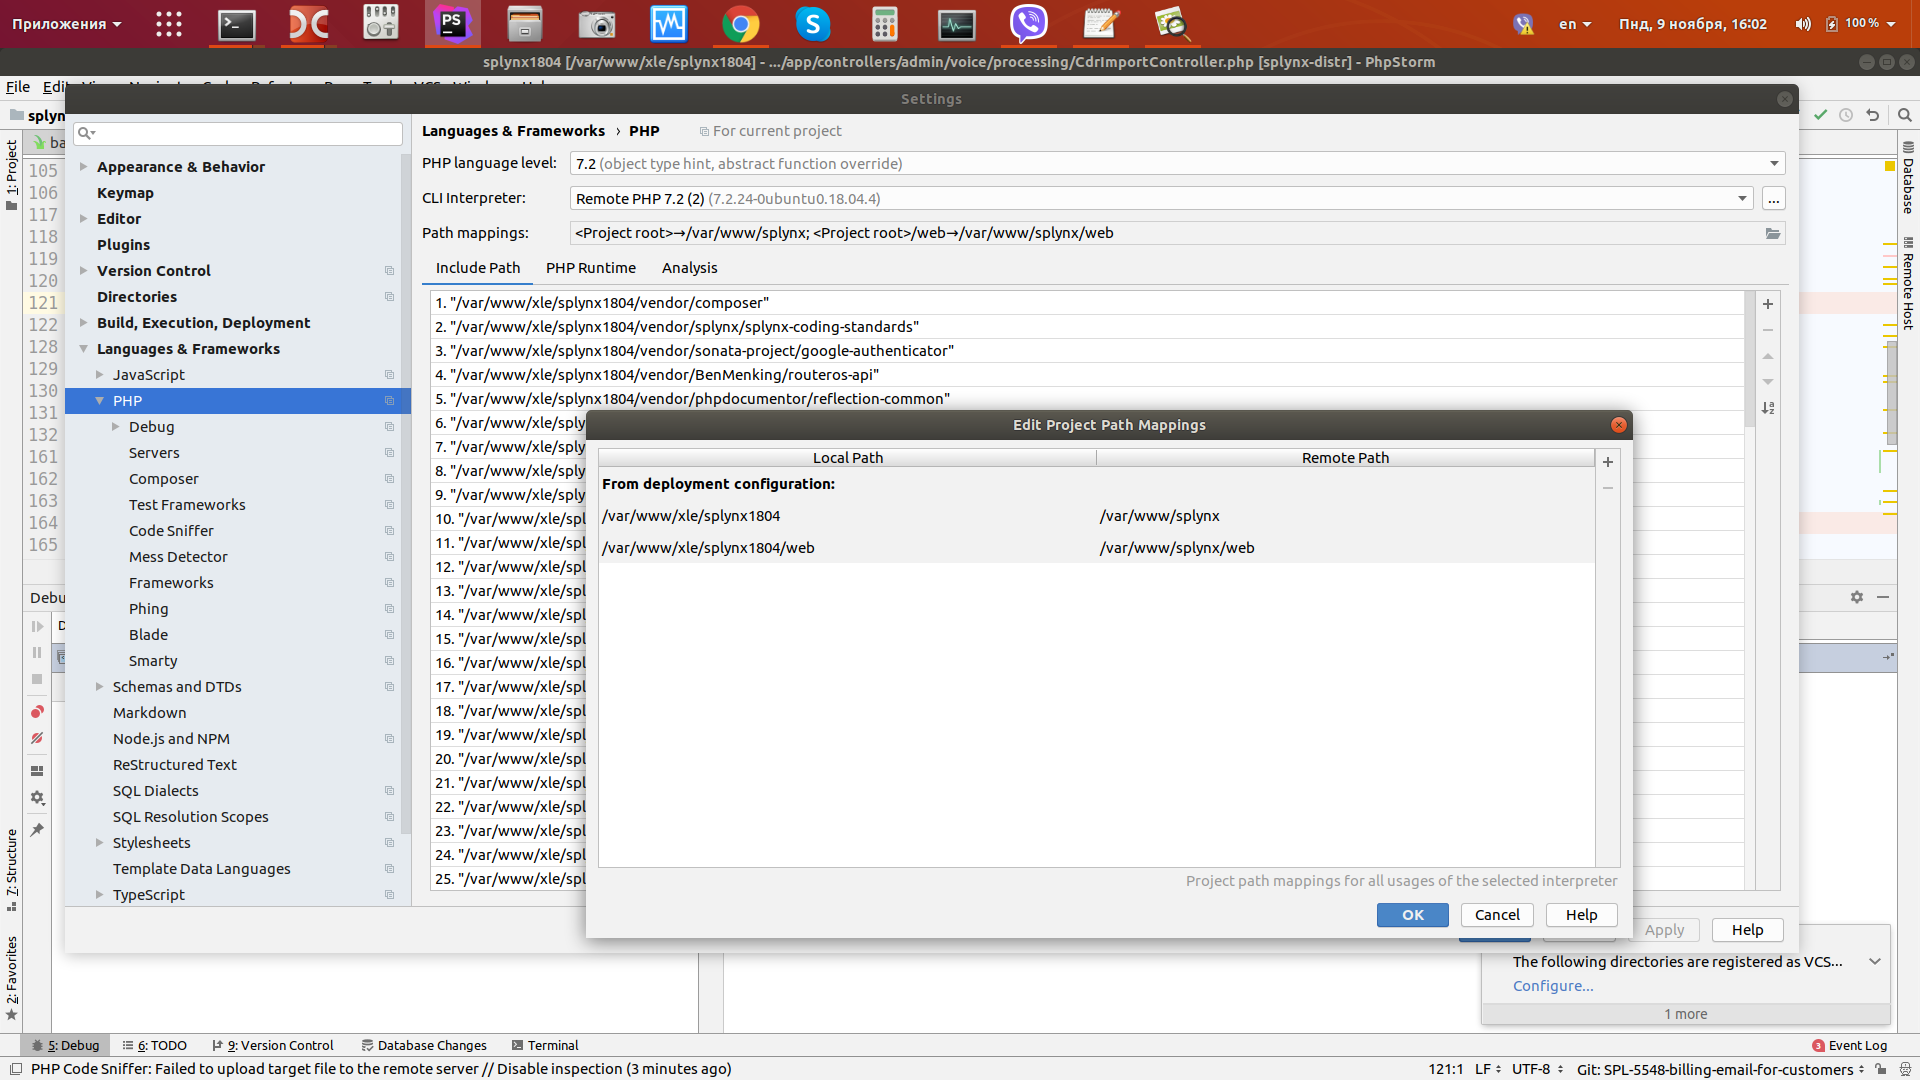 Приложения
en
Пнд, 9 ноября, 16:02
100%
splynx1804 [/var/www/xle/splynx1804] - .../app/controllers/admin/voice/processing/CdrImportController.php [splynx-distr] - PhpStorm
File
Settings
Languages & Frameworks › PHP
For current project
PHP language level:
7.2 (object type hint, abstract function override)
CLI Interpreter:
Remote PHP 7.2 (2) (7.2.24-0ubuntu0.18.04.4)
...
Path mappings:
<Project root>→/var/www/splynx; <Project root>/web→/var/www/splynx/web
Include Path
PHP Runtime
Analysis
1. "/var/www/xle/splynx1804/vendor/composer"
2. "/var/www/xle/splynx1804/vendor/splynx/splynx-coding-standards"
3. "/var/www/xle/splynx1804/vendor/sonata-project/google-authenticator"
4. "/var/www/xle/splynx1804/vendor/BenMenking/routeros-api"
5. "/var/www/xle/splynx1804/vendor/phpdocumentor/reflection-common"
6. "/var/www/xle/sply
7. "/var/www/xle/sply
8. "/var/www/xle/sply
9. "/var/www/xle/sply
10. "/var/www/xle/spl
11. "/var/www/xle/spl
12. "/var/www/xle/spl
13. "/var/www/xle/spl
14. "/var/www/xle/spl
15. "/var/www/xle/spl
16. "/var/www/xle/spl
17. "/var/www/xle/spl
18. "/var/www/xle/spl
19. "/var/www/xle/spl
20. "/var/www/xle/spl
21. "/var/www/xle/spl
22. "/var/www/xle/spl
23. "/var/www/xle/spl
24. "/var/www/xle/spl
25. "/var/www/xle/spl
Appearance & Behavior
Keymap
Editor
Plugins
Version Control
Directories
Build, Execution, Deployment
Languages & Frameworks
JavaScript
PHP
Debug
Servers
Composer
Test Frameworks
Code Sniffer
Mess Detector
Frameworks
Phing
Blade
Smarty
Schemas and DTDs
Markdown
Node.js and NPM
ReStructured Text
SQL Dialects
SQL Resolution Scopes
Stylesheets
Template Data Languages
TypeScript
Edit Project Path Mappings
Local Path
Remote Path
From deployment configuration:
/var/www/xle/splynx1804
/var/www/splynx
/var/www/xle/splynx1804/web
/var/www/splynx/web
Project path mappings for all usages of the selected interpreter
OK
Cancel
Help
Apply
Help
splyn
ba
105
106
117
118
119
120
121
122
128
129
130
131
132
161
162
163
164
165
Debu
D
1: Project
7: Structure
2: Favorites
Database
Remote Host
The following directories are registered as VCS...
Configure...
1 more
5: Debug
6: TODO
9: Version Control
Database Changes
Terminal
3 Event Log
PHP Code Sniffer: Failed to upload target file to the remote server // Disable inspection (3 minutes ago)
121:1
LF
UTF-8
Git: SPL-5548-billing-email-for-customers